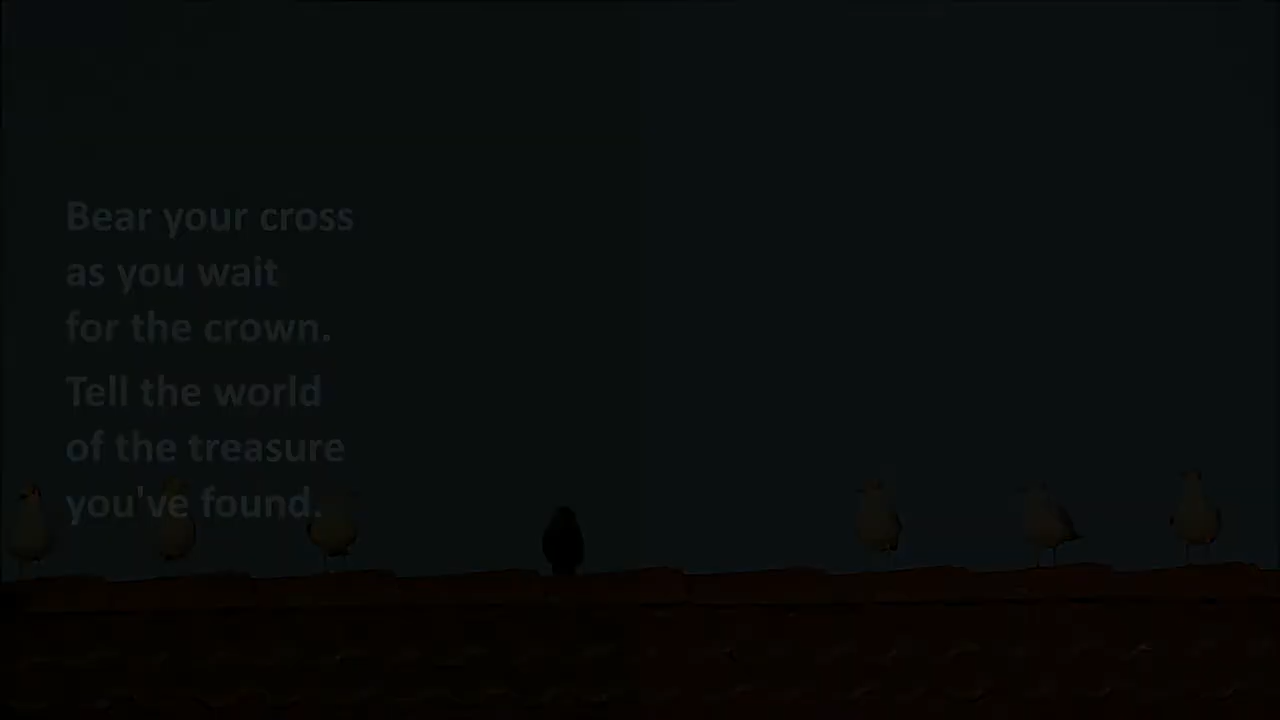 Bear your cross
as you wait
for the crown.
Tell the world
of the treasure
you've found.